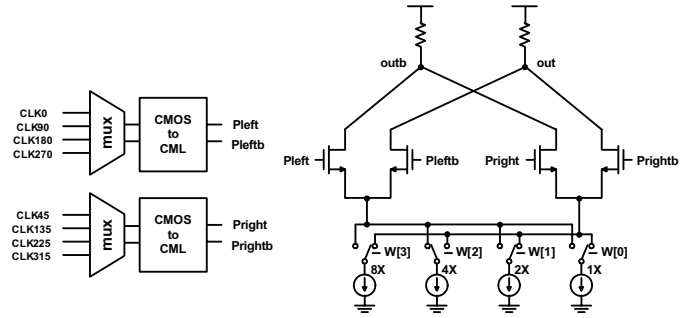 CLK0
CLK90
CLK180
CLK270
mux
CMOS
to
CML
Pleft
Pleftb
CLK45
CLK135
CLK225
CLK315
mux
CMOS
to
CML
Pright
Prightb
outb
out
Pleft
Pleftb
Pright
Prightb
W[3]
W[2]
W[1]
W[0]
8X
4X
2X
1X